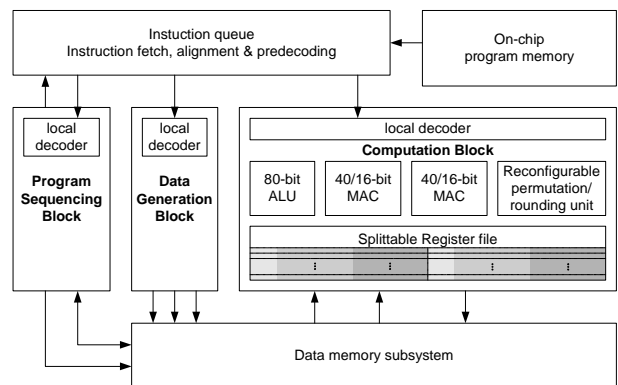 Instuction queue
Instruction fetch, alignment & predecoding
On-chip
program memory
local
decoder
Program
Sequencing
Block
local
decoder
Data
Generation
Block
local decoder
Computation Block
80-bit
ALU
40/16-bit
MAC
40/16-bit
MAC
Reconfigurable
permutation/
rounding unit
Splittable Register file
Data memory subsystem